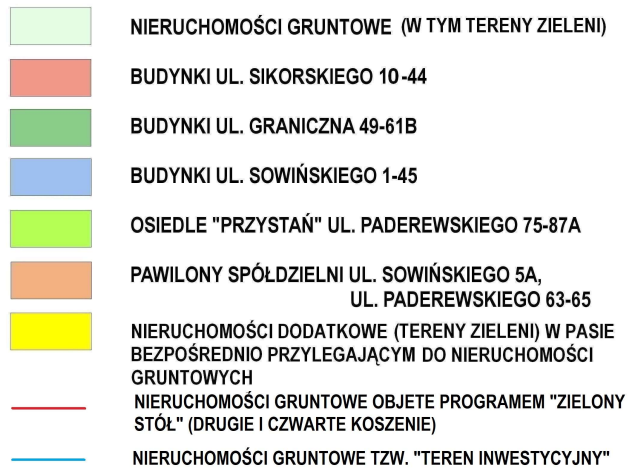 NIERUCHOMOŚCI GRUNTOWE (W TYM TERENY ZIELENI)
BUDYNKI UL. SIKORSKIEGO 10-44
BUDYNKI UL. GRANICZNA 49-61B
BUDYNKI UL. SOWIŃSKIEGO 1-45
OSIEDLE "PRZYSTAŃ" UL. PADEREWSKIEGO 75-87A
PAWILONY SPÓŁDZIELNI UL. SOWIŃSKIEGO 5A,
UL. PADEREWSKIEGO 63-65
NIERUCHOMOŚCI DODATKOWE (TERENY ZIELENI) W PASIE
BEZPOŚREDNIO PRZYLEGAJĄCYM DO NIERUCHOMOŚCI
GRUNTOWYCH
NIERUCHOMOŚCI GRUNTOWE OBJETE PROGRAMEM "ZIELONY
STÓŁ" (DRUGIE I CZWARTE KOSZENIE)
NIERUCHOMOŚCI GRUNTOWE TZW. "TEREN INWESTYCYJNY"